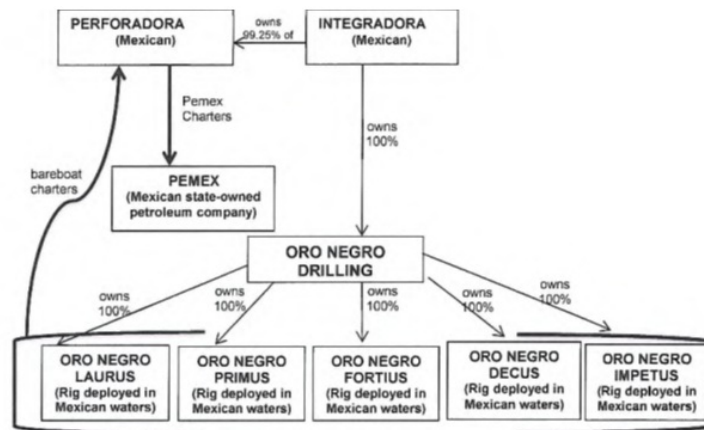 PERFORADORA
(Mexican)
owns
99.25% of
INTEGRADORA
(Mexican)
Pemex
Charters
owns
100%
bareboat
charters
PEMEX
(Mexican state-owned
petroleum company)
ORO NEGRO
DRILLING
owns
100%
owns
100%
owns
100%
owns
100%
owns
100%
ORO NEGRO
LAURUS
(Rig deployed in
Mexican waters)
ORO NEGRO
PRIMUS
(Rig deployed in
Mexican waters)
ORO NEGRO
FORTIUS
(Rig deployed in
Mexican waters)
ORO NEGRO
DECUS
(Rig deployed in
Mexican waters)
ORO NEGRO
IMPETUS
(Rig deployed in
Mexican waters)